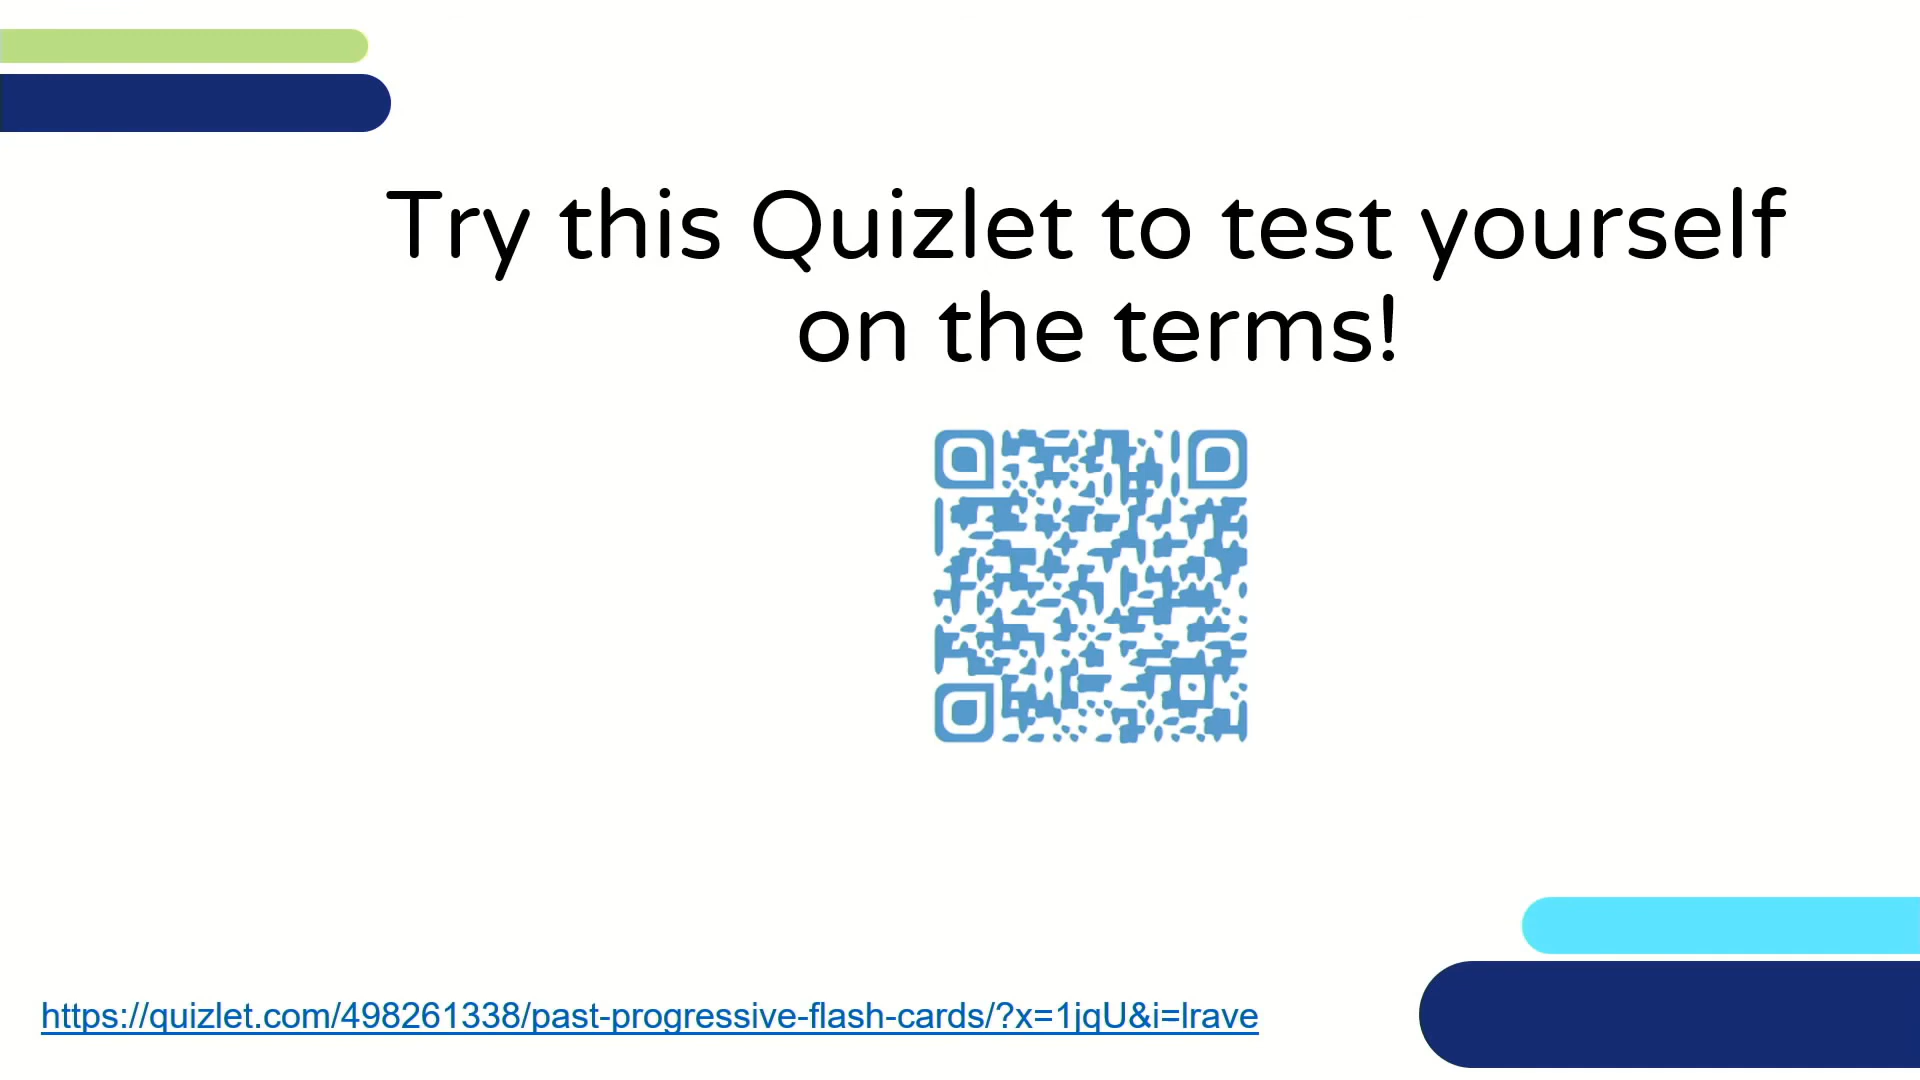 Try this Quizlet to test yourself
on the terms!
https://quizlet.com/498261338/past-progressive-flash-cards/?x=1jqU&i=lrave